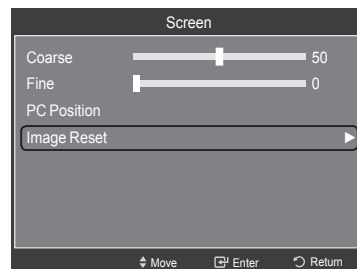 Screen
Coarse 50
Fine 0
PC Position
Image Reset
Move Enter Return